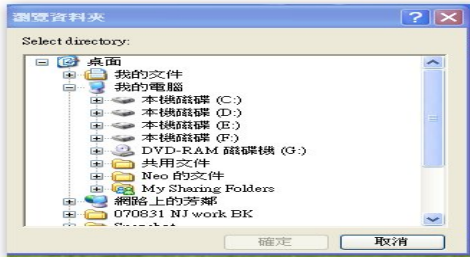 瀏覽資料夾
Select directory:
桌面
我的文件
我的電腦
本機磁碟 (C:)
本機磁碟 (D:)
本機磁碟 (E:)
本機磁碟 (F:)
DVD-RAM 磁碟機 (G:)
共用文件
Neo 的文件
My Sharing Folders
網路上的芳鄰
070831 NJ work BK
確定
取消